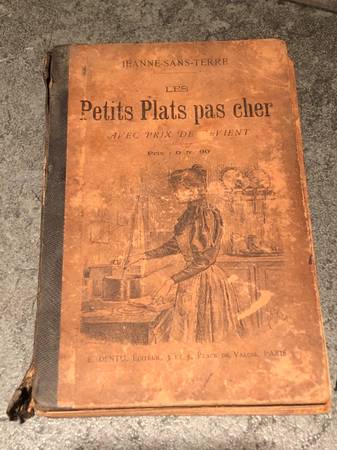 JEANNE-SANS-TERRE
LES
Petits Plats pas cher
AVEC PRIX DE
E. DENTU, ÉDITEUR, 3 ET 5, PLACE DE VALOIS, PARIS